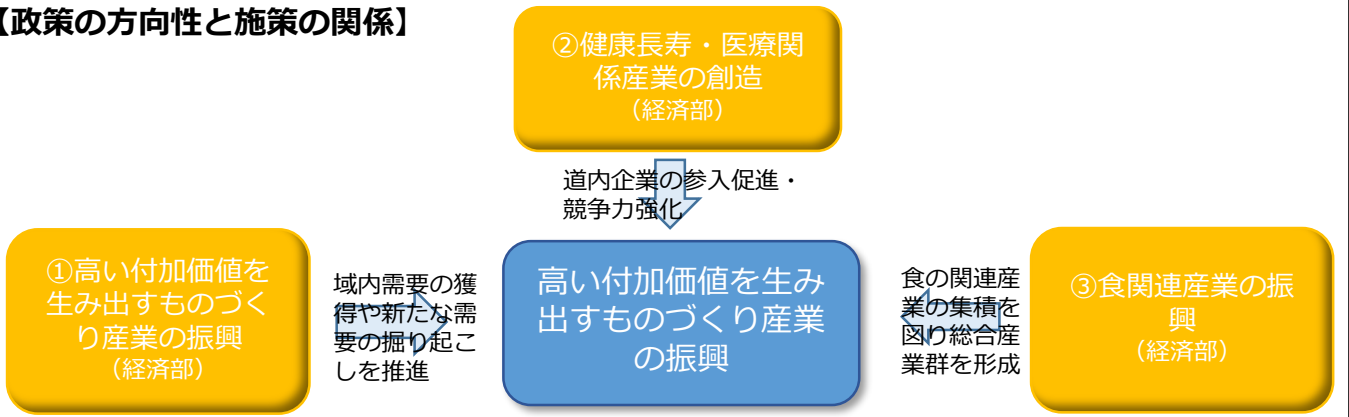 【政策の方向性と施策の関係】
②健康長寿・医療関
係産業の創造
（経済部）
道内企業の参入促進・
競争力強化
①高い付加価値を
生み出すものづく
り産業の振興
（経済部）
域内需要の獲
得や新たな需
要の掘り起こ
しを推進
高い付加価値を生み
出すものづくり産業
の振興
食の関連産
業の集積を
図り総合産
業群を形成
③食関連産業の振
興
（経済部）